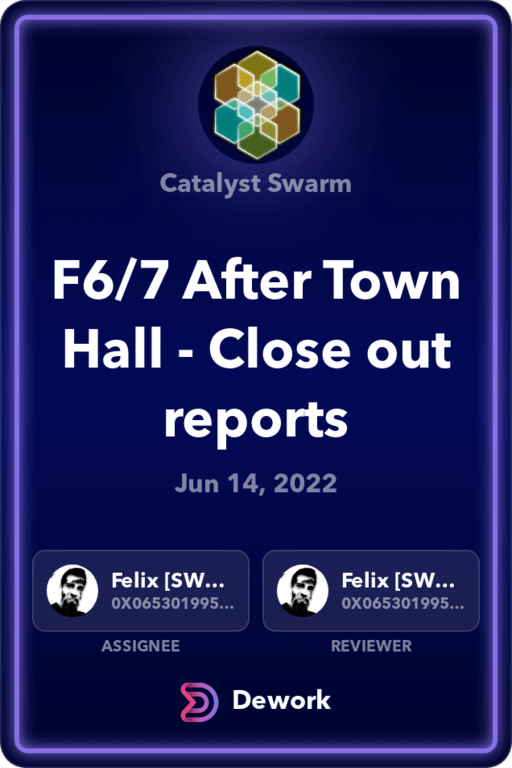 Catalyst Swarm
F6/7 After Town
Hall - Close out
reports
Jun 14, 2022
Felix [SW...
0X065301995...
ASSIGNEE
Felix [SW...
0X065301995...
REVIEWER
Dework